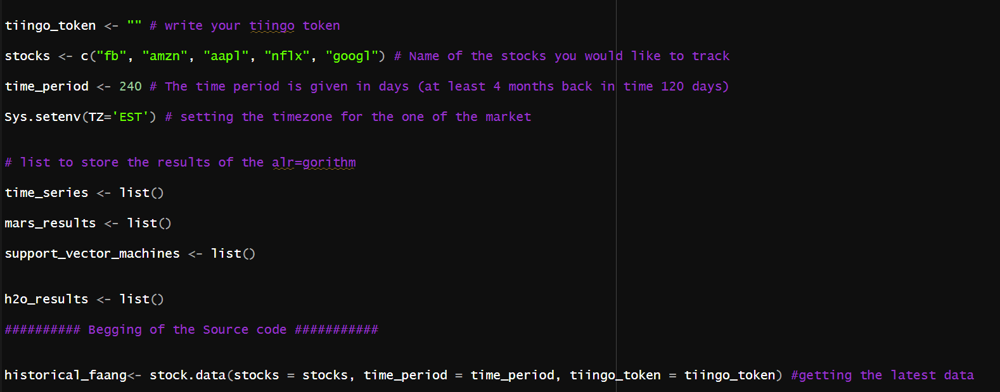 tiingo_token <- "" # write your tiingo token
stocks <- c("fb", "amzn", "aapl", "nflx", "googl") # Name of the stocks you would like to track
time_period <- 240 # The time period is given in days (at least 4 months back in time 120 days)
Sys.setenv(TZ='EST') # setting the timezone for the one of the market
# list to store the results of the alr=gorithm
time_series <- list()
mars_results <- list()
support_vector_machines <- list()
h2o_results <- list()
########## Begging of the Source code ###########
historical_faang<- stock.data(stocks = stocks, time_period = time_period, tiingo_token = tiingo_token) #getting the latest data